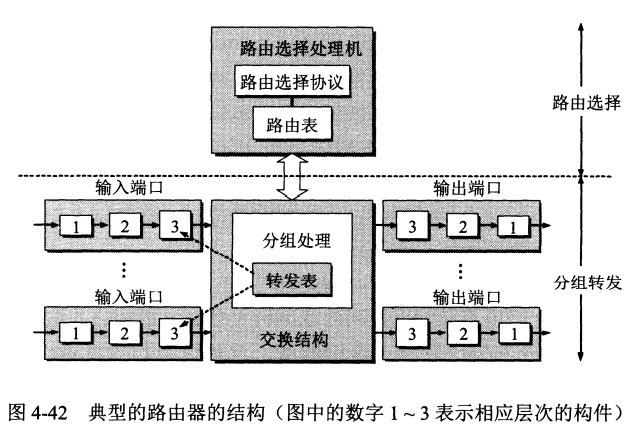 路由选择处理机
路由选择协议
路由表
路由选择
输入端口
输出端口
1 2 3
3 2 1
分组处理
转发表
交换结构
分组转发
输入端口
输出端口
1 2 3
3 2 1
图 4-42 典型的路由器的结构（图中的数字 1 ~ 3 表示相应层次的构件）